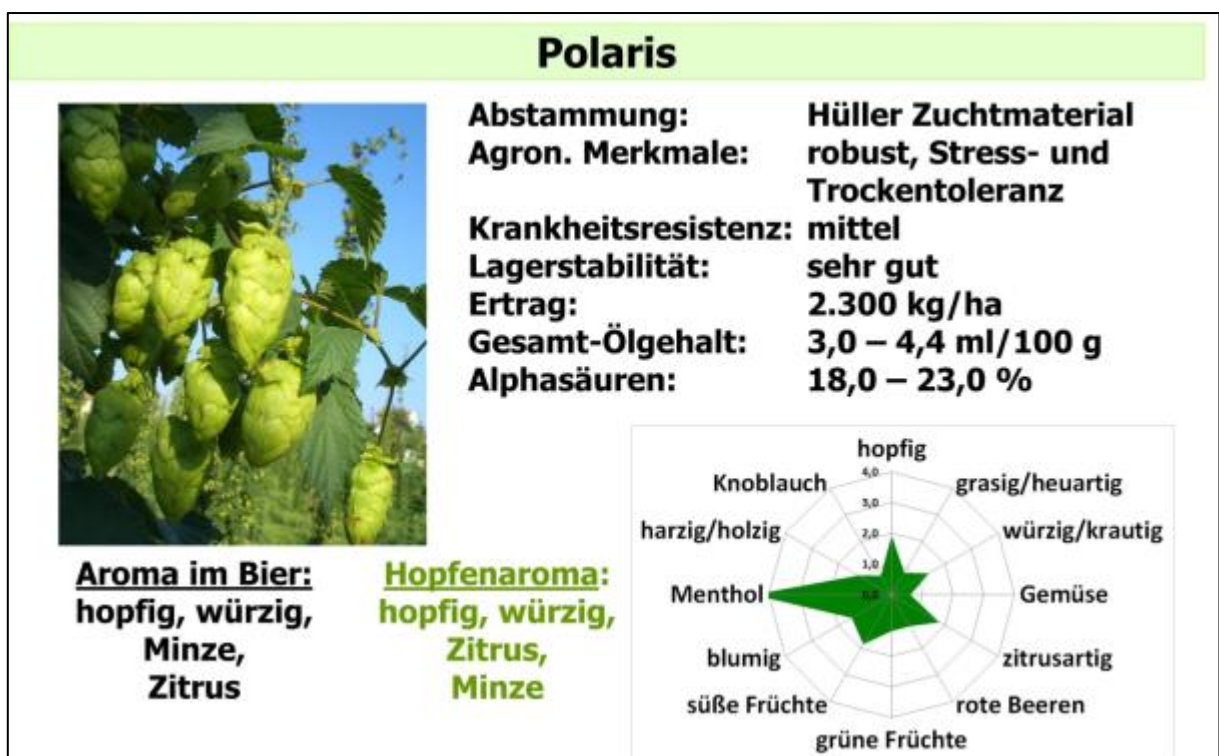 Polaris
Abstammung: Hüller Zuchtmaterial
Agron. Merkmale: robust, Stress- und
Trockentoleranz
Krankheitsresistenz: mittel
Lagerstabilität: sehr gut
Ertrag: 2.300 kg/ha
Gesamt-Ölgehalt: 3,0 – 4,4 ml/100 g
Alphasäuren: 18,0 – 23,0 %
Aroma im Bier:
hopfig, würzig,
Minze,
Zitrus
Hopfenaroma:
hopfig, würzig,
Zitrus,
Minze
hopfig
grasig/heuartig
würzig/krautig
Gemüse
zitrusartig
rote Beeren
grüne Früchte
süße Früchte
blumig
Menthol
harzig/holzig
Knoblauch
4,0
3,0
2,0
1,0
0,0